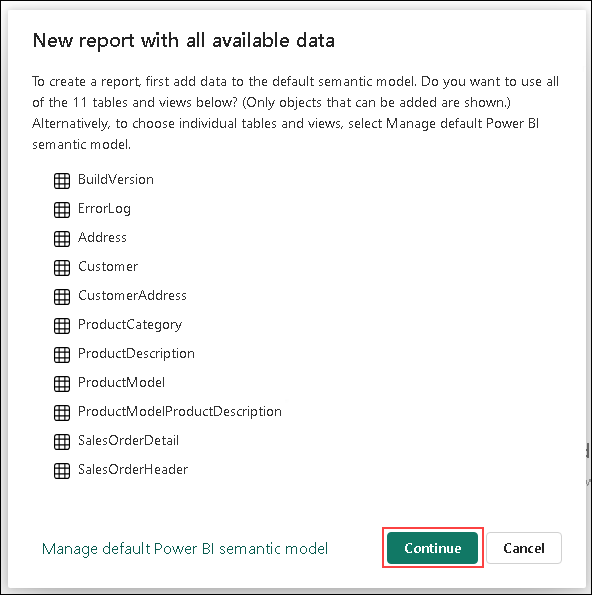 New report with all available data
To create a report, first add data to the default semantic model. Do you want to use all
of the 11 tables and views below? (Only objects that can be added are shown.)
Alternatively, to choose individual tables and views, select Manage default Power BI
semantic model.
BuildVersion
ErrorLog
Address
Customer
CustomerAddress
ProductCategory
ProductDescription
ProductModel
ProductModelProductDescription
SalesOrderDetail
SalesOrderHeader
Manage default Power BI semantic model
Continue
Cancel